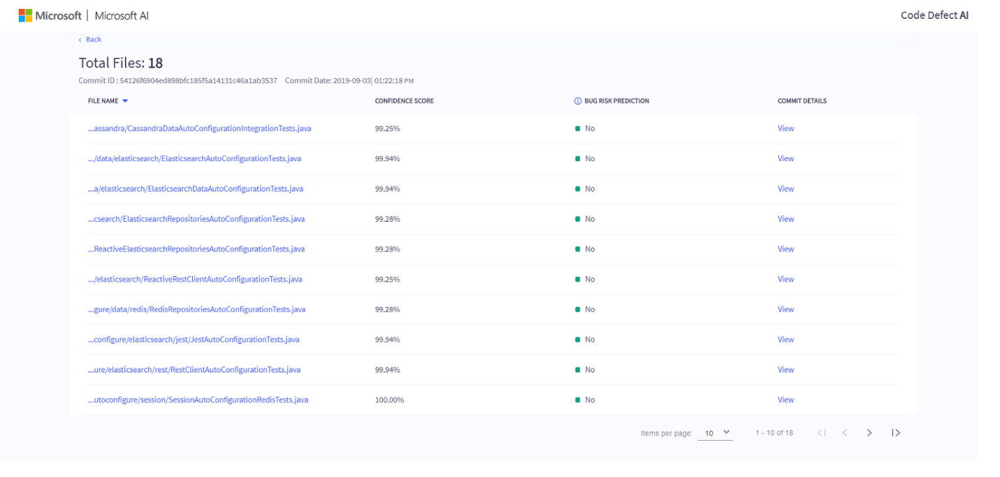 Microsoft | Microsoft AI
Code Defect AI
Back
Total Files: 18
Commit ID : 54126f6904ed898bfc185f5a14131c46a1ab3537 Commit Date: 2019-09-03| 01:22:18 PM
FILE NAME CONFIDENCE SCORE BUG RISK PREDICTION COMMIT DETAILS
...assandra/CassandraDataAutoConfigurationIntegrationTests.java 99.25% No View
.../data/elasticsearch/ElasticsearchAutoConfigurationTests.java 99.94% No View
...a/elasticsearch/ElasticsearchDataAutoConfigurationTests.java 99.94% No View
...csearch/ElasticsearchRepositoriesAutoConfigurationTests.java 99.28% No View
...ReactiveElasticsearchRepositoriesAutoConfigurationTests.java 99.28% No View
.../elasticsearch/ReactiveRestClientAutoConfigurationTests.java 99.25% No View
...gure/data/redis/RedisRepositoriesAutoConfigurationTests.java 99.28% No View
...configure/elasticsearch/jest/JestAutoConfigurationTests.java 99.94% No View
...ure/elasticsearch/rest/RestClientAutoConfigurationTests.java 99.94% No View
...utoconfigure/session/SessionAutoConfigurationRedisTests.java 100.00% No View
Items per page: 10 1 - 10 of 18